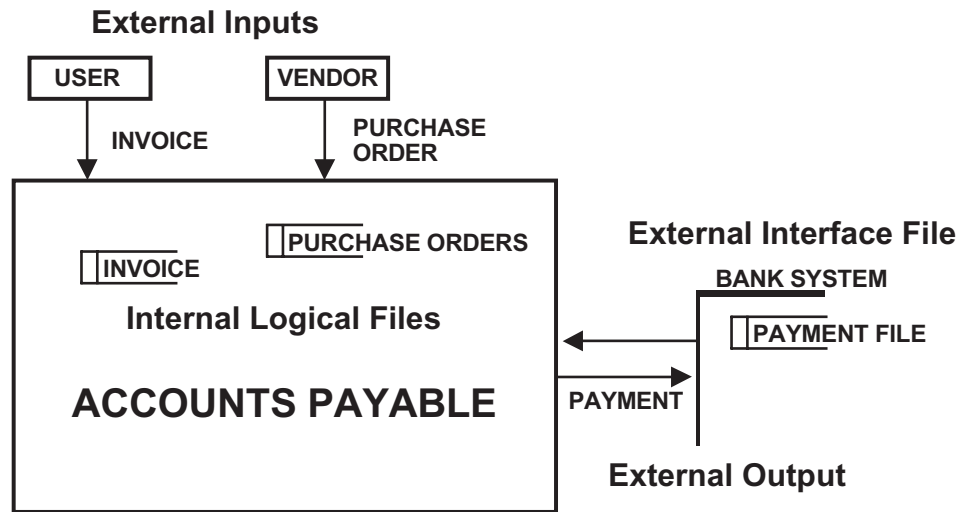 External Inputs
USER
VENDOR
INVOICE
PURCHASE
ORDER
PURCHASE ORDERS
INVOICE
Internal Logical Files
ACCOUNTS PAYABLE
External Interface File
BANK SYSTEM
PAYMENT FILE
PAYMENT
External Output